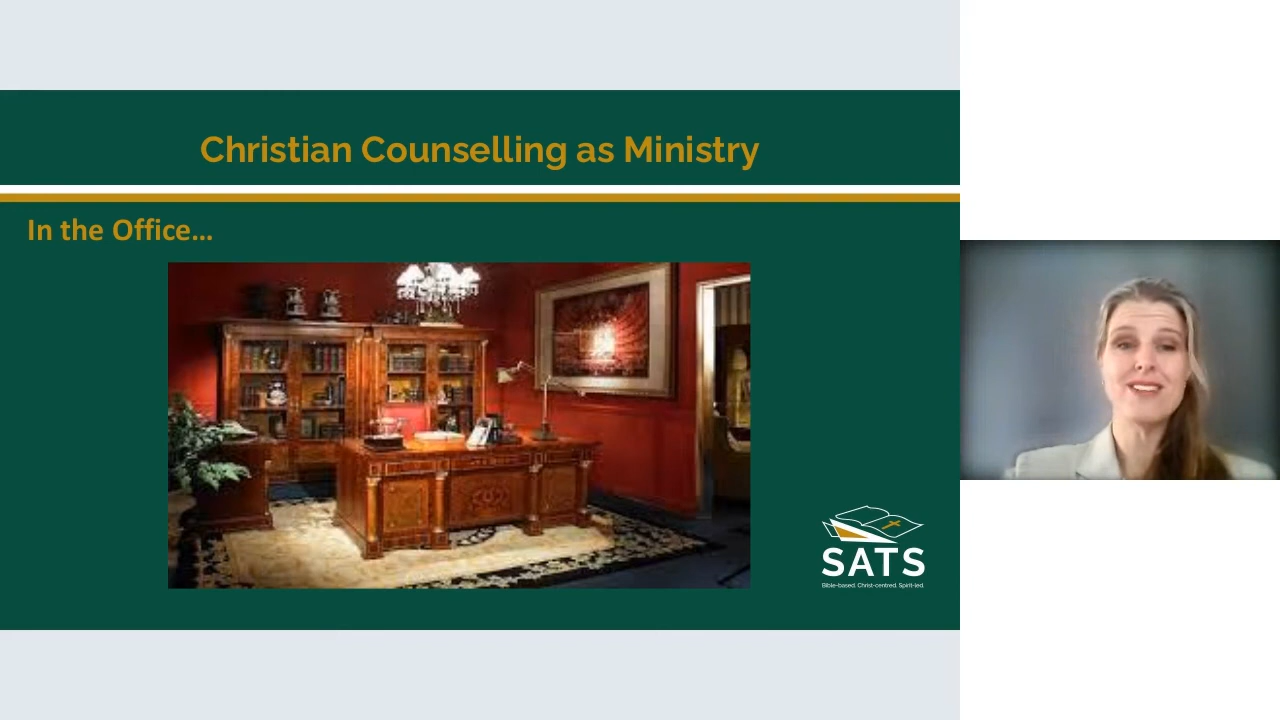 Christian Counselling as Ministry
In the Office...
SATS
Bible-based. Christ-centred. Spirit-led.